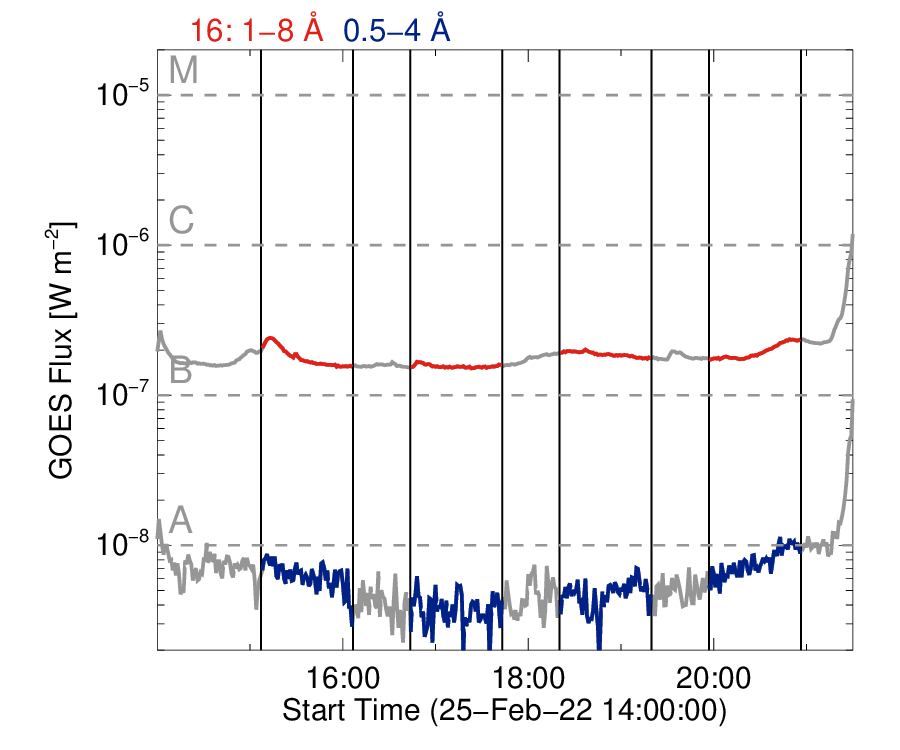 16: 1−8 Å 0.5−4 Å
M
10⁻⁵
C
10⁻⁶
B
10⁻⁷
A
10⁻⁸
GOES Flux [W m⁻²]
16:00 18:00 20:00
Start Time (25−Feb−22 14:00:00)